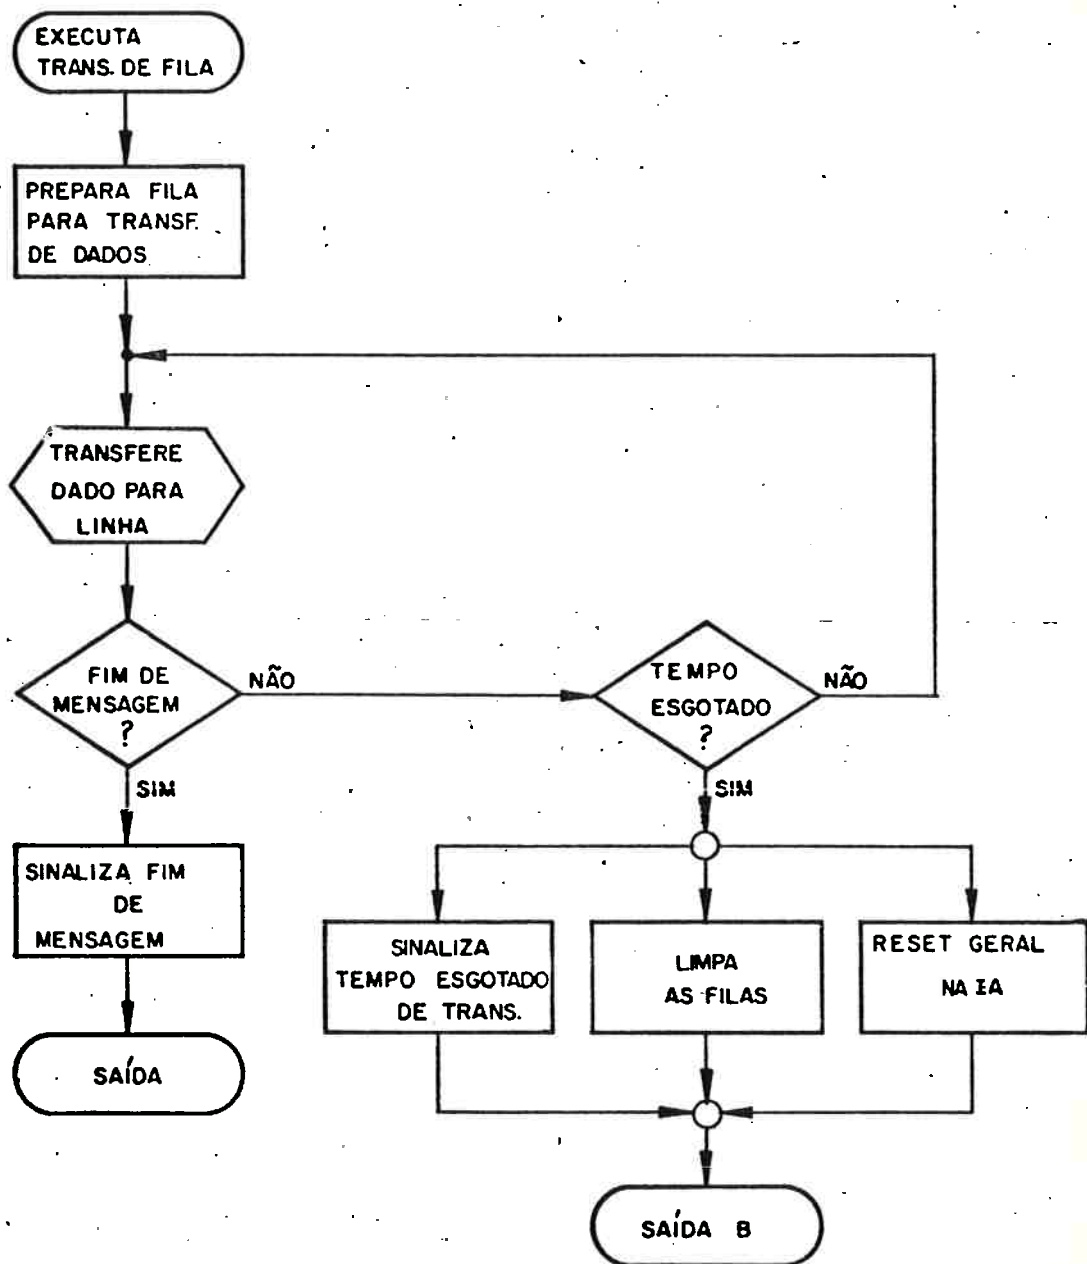 EXECUTA
TRANS. DE FILA
PREPARA FILA
PARA TRANSF.
DE DADOS
TRANSFERE
DADO PARA
LINHA
FIM DE
MENSAGEM
?
NÃO
SIM
TEMPO
ESGOTADO
?
NÃO
SIM
SINALIZA FIM
DE
MENSAGEM
SAÍDA
SINALIZA
TEMPO ESGOTADO
DE TRANS.
LIMPA
AS FILAS
RESET GERAL
NA IA
SAÍDA B